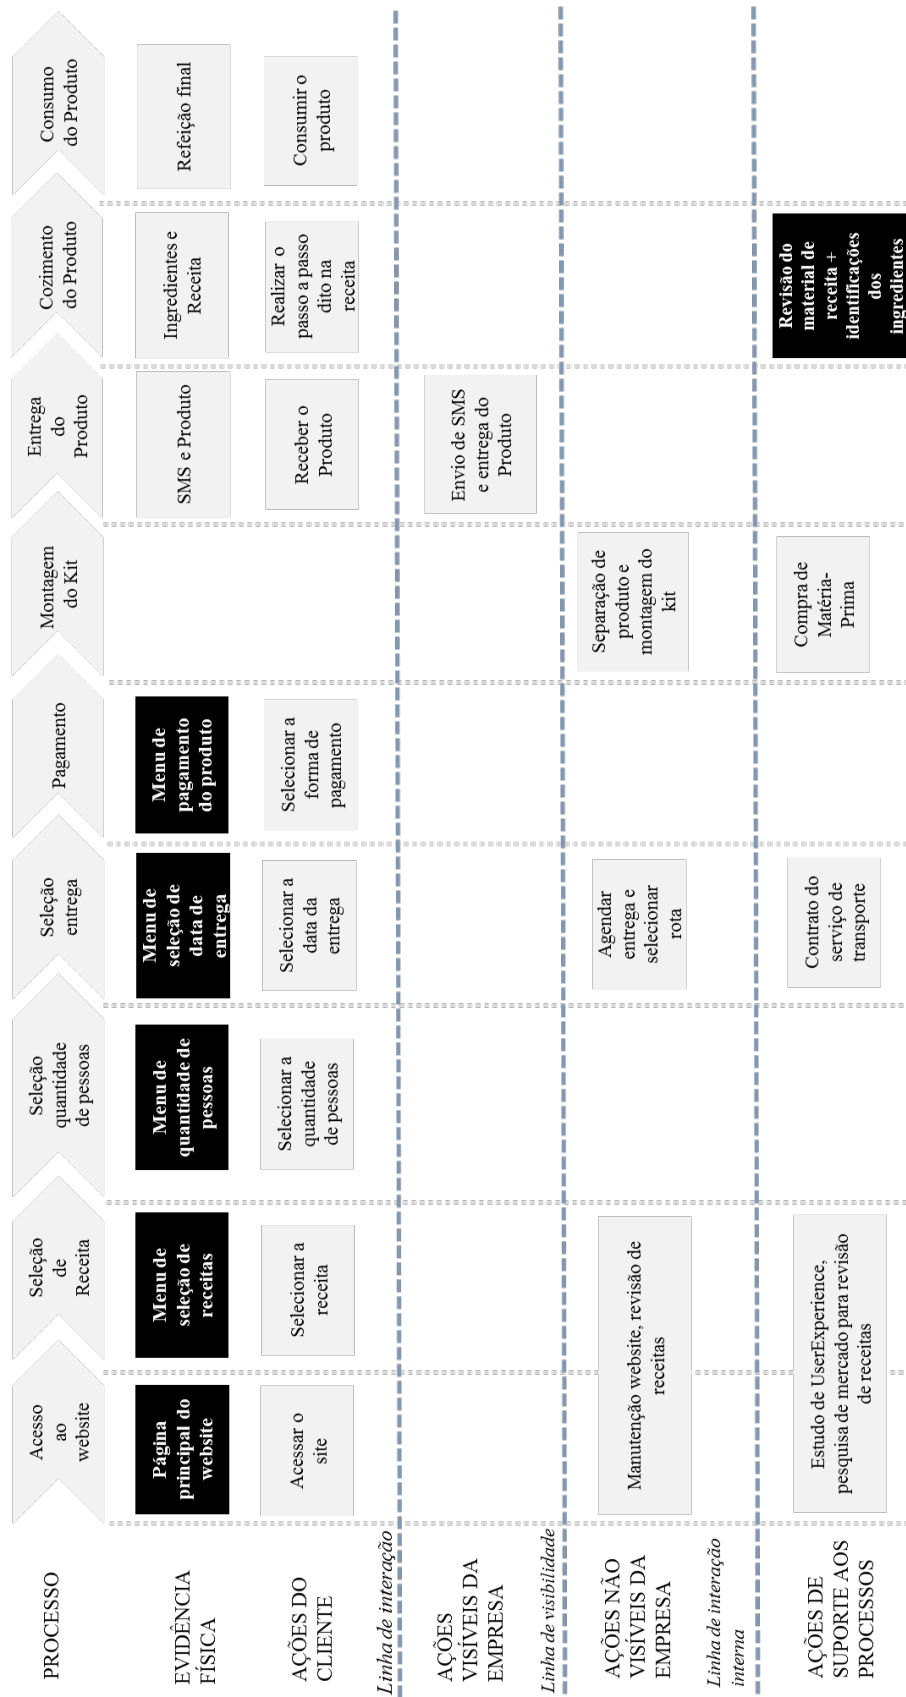 PROCESSO
Acesso
ao
website
Seleção
de
Receita
Seleção
quantidade
de pessoas
Seleção
entrega
Pagamento
Montagem
do Kit
Entrega
do
Produto
Cozimento
do Produto
Consumo
do Produto
EVIDÊNCIA
FÍSICA
Página
principal do
website
Menu de
seleção de
receitas
Menu de
quantidade de
pessoas
Menu de
seleção de
data de
entrega
Menu de
pagamento
do produto
SMS e Produto
Ingredientes e
Receita
Refeição final
AÇÕES DO
CLIENTE
Acessar o
site
Selecionar a
receita
Selecionar a
quantidade
de pessoas
Selecionar a
data da
entrega
Selecionar a
forma de
pagamento
Receber o
Produto
Realizar o
passo a passo
dito na
receita
Consumir o
produto
Linha de interação
AÇÕES
VISÍVEIS DA
EMPRESA
Envio de SMS
e entrega do
Produto
Linha de visibilidade
AÇÕES NÃO
VISÍVEIS DA
EMPRESA
Manutenção website, revisão de
receitas
Agendar
entrega e
selecionar
rota
Separação de
produto e
montagem do
kit
Linha de interação
interna
AÇÕES DE
SUPORTE AOS
PROCESSOS
Estudo de UserExperience,
pesquisa de mercado para revisão
de receitas
Contrato do
serviço de
transporte
Compra de
Matéria-
Prima
Revisão do
material de
receita +
identificações
dos
ingredientes